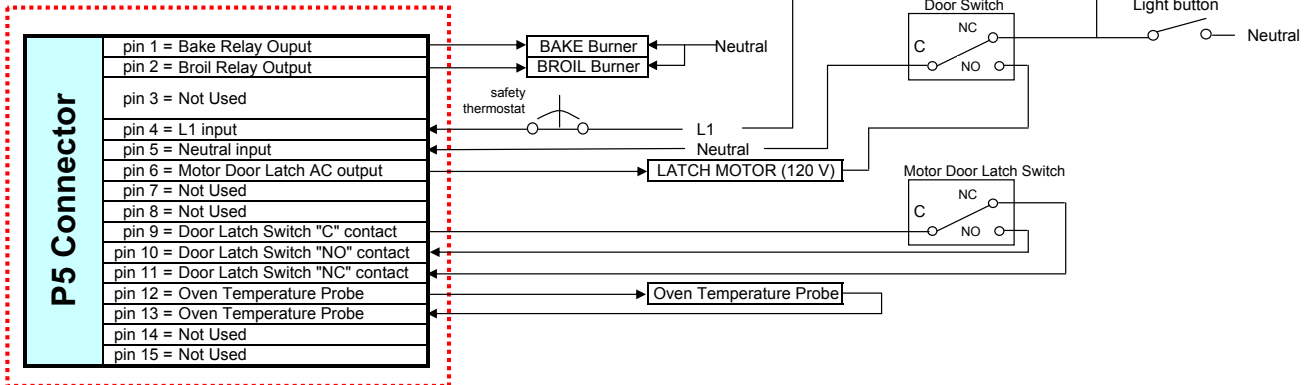 Door Switch
Light button
NC
C
NO
Neutral
P5 Connector
pin 1 = Bake Relay Ouput
pin 2 = Broil Relay Output
pin 3 = Not Used
pin 4 = L1 input
pin 5 = Neutral input
pin 6 = Motor Door Latch AC output
pin 7 = Not Used
pin 8 = Not Used
pin 9 = Door Latch Switch "C" contact
pin 10 = Door Latch Switch "NO" contact
pin 11 = Door Latch Switch "NC" contact
pin 12 = Oven Temperature Probe
pin 13 = Oven Temperature Probe
pin 14 = Not Used
pin 15 = Not Used
BAKE Burner
BROIL Burner
Neutral
safety
thermostat
L1
Neutral
LATCH MOTOR (120 V)
Motor Door Latch Switch
NC
C
NO
Oven Temperature Probe